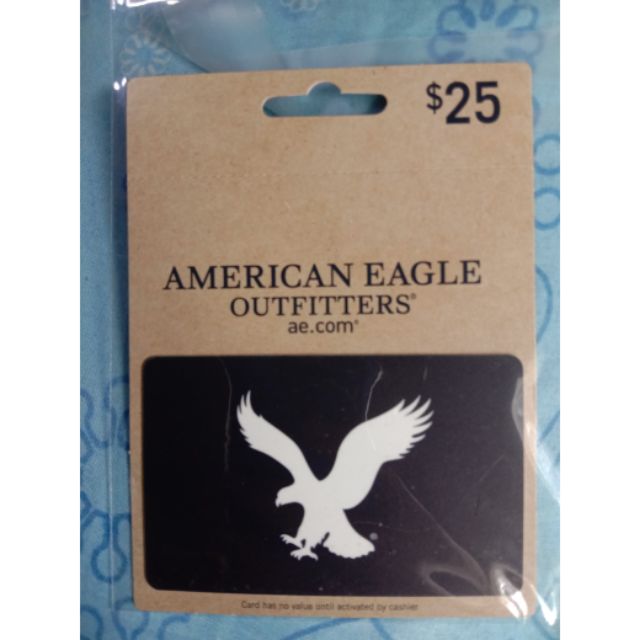 $25
AMERICAN EAGLE
OUTFITTERS®
ae.com®
®
Card has no value until activated by cashier